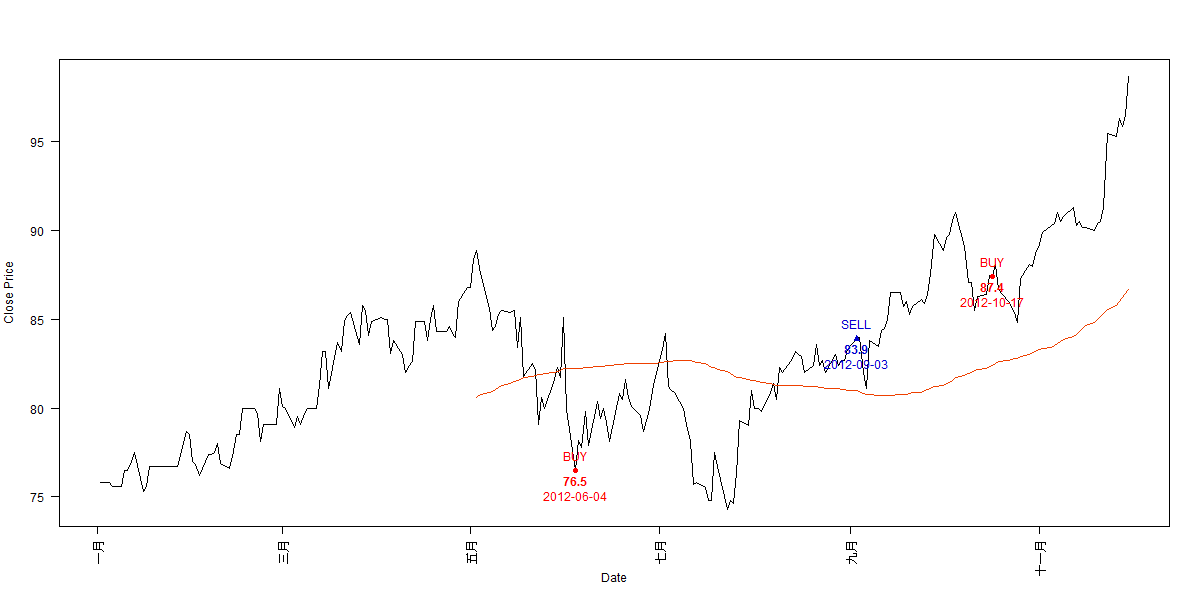 Close Price
95
90
85
80
75
BUY
76.5
2012-06-04
SELL
83.9
2012-09-03
BUY
87.4
2012-10-17
一月
三月
五月
七月
九月
十一月
Date